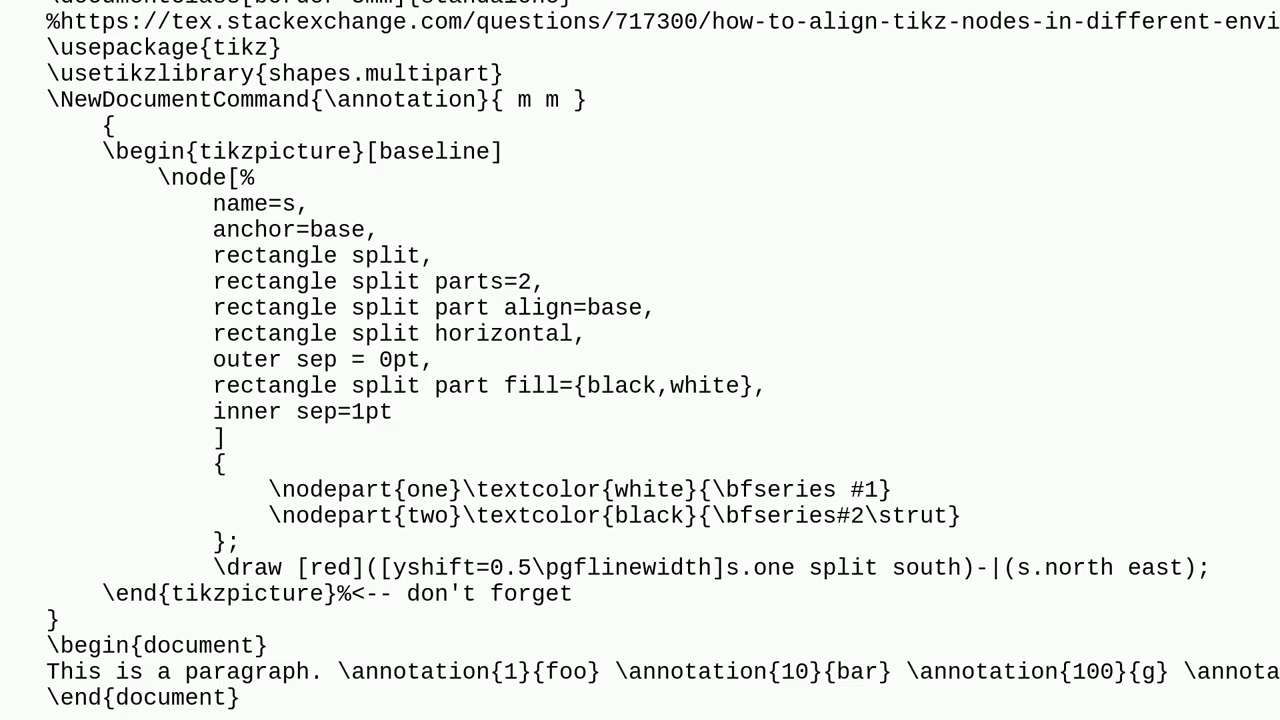 \documentclass[border=5mm]{standalone}
%https://tex.stackexchange.com/questions/717300/how-to-align-tikz-nodes-in-different-envi
\usepackage{tikz}
\usetikzlibrary{shapes.multipart}
\NewDocumentCommand{\annotation}{ m m }
{
\begin{tikzpicture}[baseline]
\node[%
name=s,
anchor=base,
rectangle split,
rectangle split parts=2,
rectangle split part align=base,
rectangle split horizontal,
outer sep = 0pt,
rectangle split part fill={black,white},
inner sep=1pt
]
{
\nodepart{one}\textcolor{white}{\bfseries #1}
\nodepart{two}\textcolor{black}{\bfseries#2\strut}
};
\draw [red]([yshift=0.5\pgflinewidth]s.one split south)-|(s.north east);
\end{tikzpicture}%<-- don't forget
}
\begin{document}
This is a paragraph. \annotation{1}{foo} \annotation{10}{bar} \annotation{100}{g} \annota
\end{document}